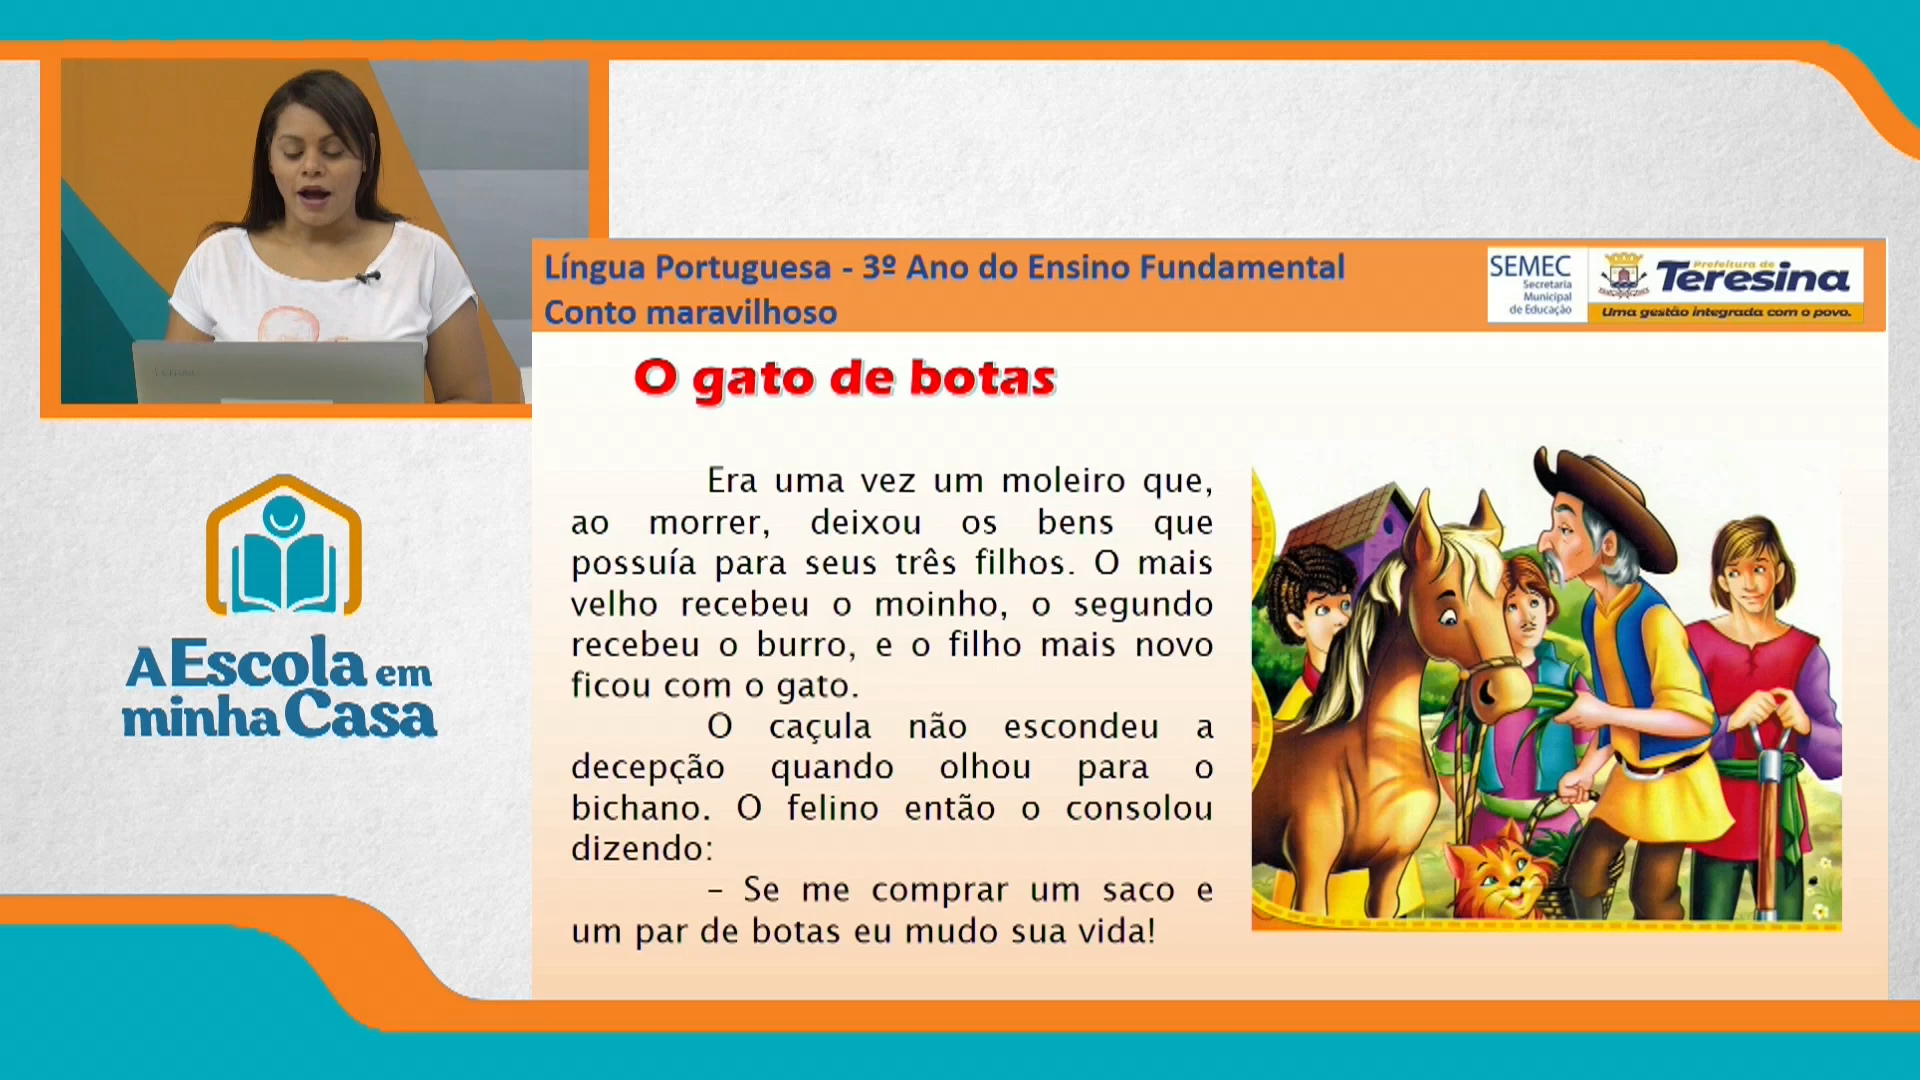 Língua Portuguesa - 3º Ano do Ensino Fundamental
Conto maravilhoso
SEMEC
Secretaria
Municipal
de Educação
Prefeitura de
Teresina
Uma gestão integrada com o povo.
O gato de botas
Era uma vez um moleiro que,
ao morrer, deixou os bens que
possuía para seus três filhos. O mais
velho recebeu o moinho, o segundo
recebeu o burro, e o filho mais novo
ficou com o gato.
O caçula não escondeu a
decepção quando olhou para o
bichano. O felino então o consolou
dizendo:
– Se me comprar um saco e
um par de botas eu mudo sua vida!
A Escola em
minha Casa